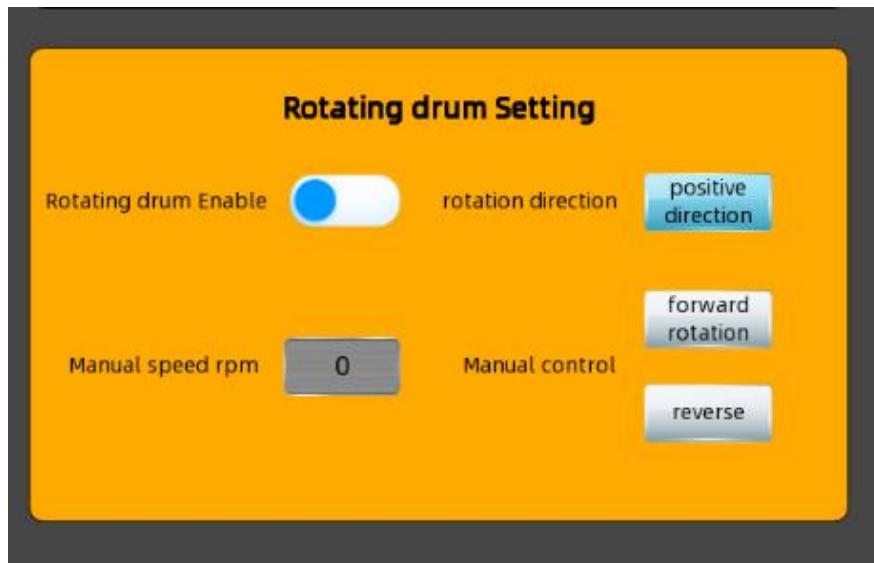 Rotating drum Setting
Rotating drum Enable
rotation direction
positive
direction
Manual speed rpm
0
Manual control
forward
rotation
reverse